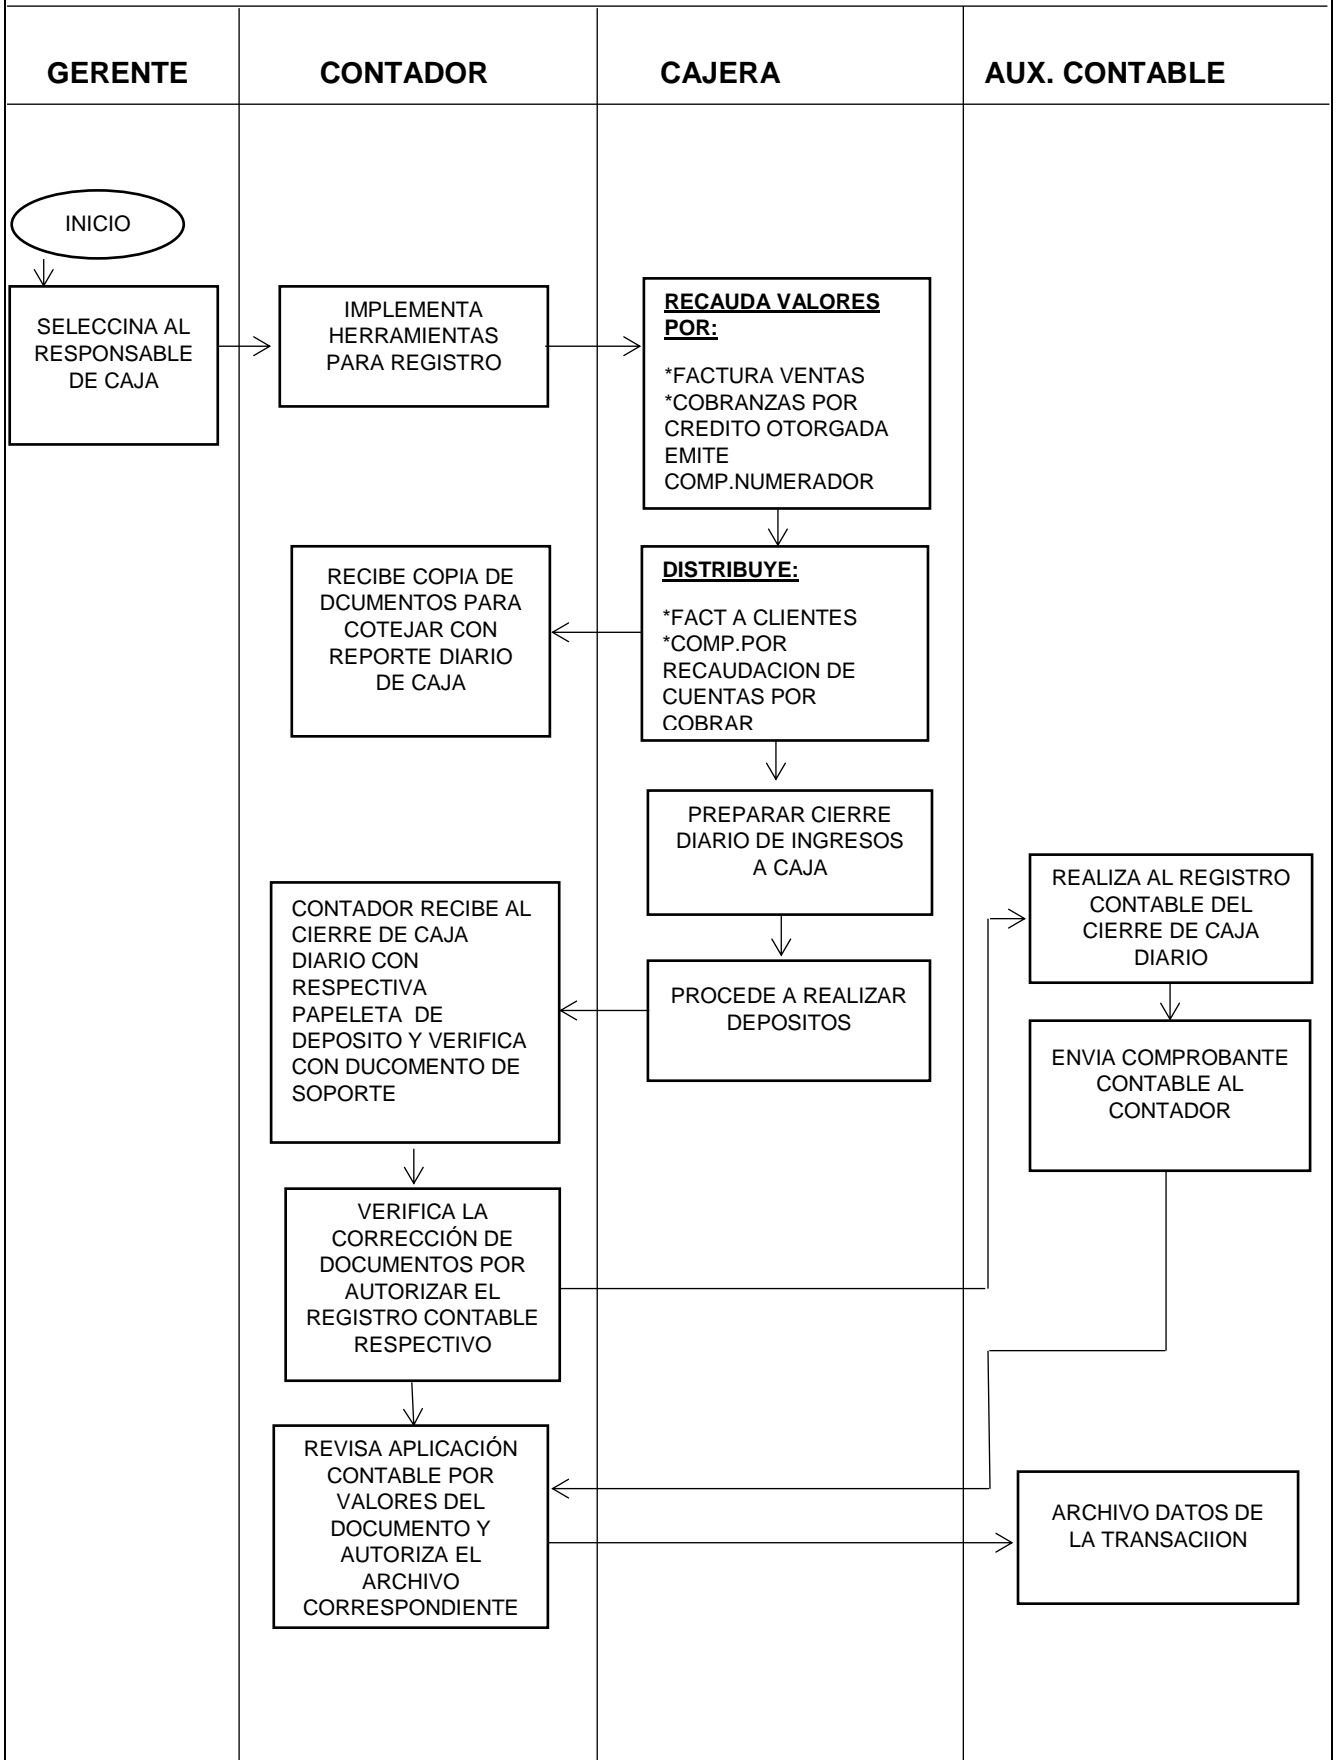 GERENTE
CONTADOR
CAJERA
AUX. CONTABLE
INICIO
SELECCINA AL
RESPONSABLE
DE CAJA
IMPLEMENTA
HERRAMIENTAS
PARA REGISTRO
RECAUDA VALORES
POR:
*FACTURA VENTAS
*COBRANZAS POR
CREDITO OTORGADA
EMITE
COMP.NUMERADOR
RECIBE COPIA DE
DCUMENTOS PARA
COTEJAR CON
REPORTE DIARIO
DE CAJA
DISTRIBUYE:
*FACT A CLIENTES
*COMP.POR
RECAUDACION DE
CUENTAS POR
COBRAR
PREPARAR CIERRE
DIARIO DE INGRESOS
A CAJA
PROCEDE A REALIZAR
DEPOSITOS
CONTADOR RECIBE AL
CIERRE DE CAJA
DIARIO CON
RESPECTIVA
PAPELETA DE
DEPOSITO Y VERIFICA
CON DUCOMENTO DE
SOPORTE
VERIFICA LA
CORRECCIÓN DE
DOCUMENTOS POR
AUTORIZAR EL
REGISTRO CONTABLE
RESPECTIVO
REALIZA AL REGISTRO
CONTABLE DEL
CIERRE DE CAJA
DIARIO
ENVIA COMPROBANTE
CONTABLE AL
CONTADOR
REVISA APLICACIÓN
CONTABLE POR
VALORES DEL
DOCUMENTO Y
AUTORIZA EL
ARCHIVO
CORRESPONDIENTE
ARCHIVO DATOS DE
LA TRANSACIION